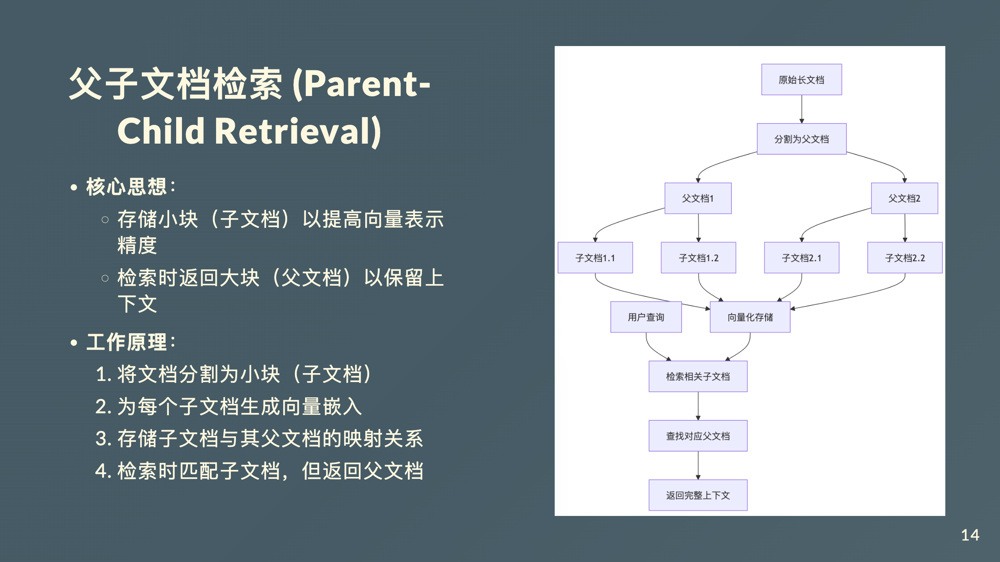 父子文档检索 (Parent-
Child Retrieval)
• 核心思想：
○ 存储小块（子文档）以提高向量表示
精度
○ 检索时返回大块（父文档）以保留上
下文
• 工作原理：
1. 将文档分割为小块（子文档）
2. 为每个子文档生成向量嵌入
3. 存储子文档与其父文档的映射关系
4. 检索时匹配子文档，但返回父文档
原始长文档
分割为父文档
父文档1
父文档2
子文档1.1
子文档1.2
子文档2.1
子文档2.2
用户查询
向量化存储
检索相关子文档
查找对应父文档
返回完整上下文
14